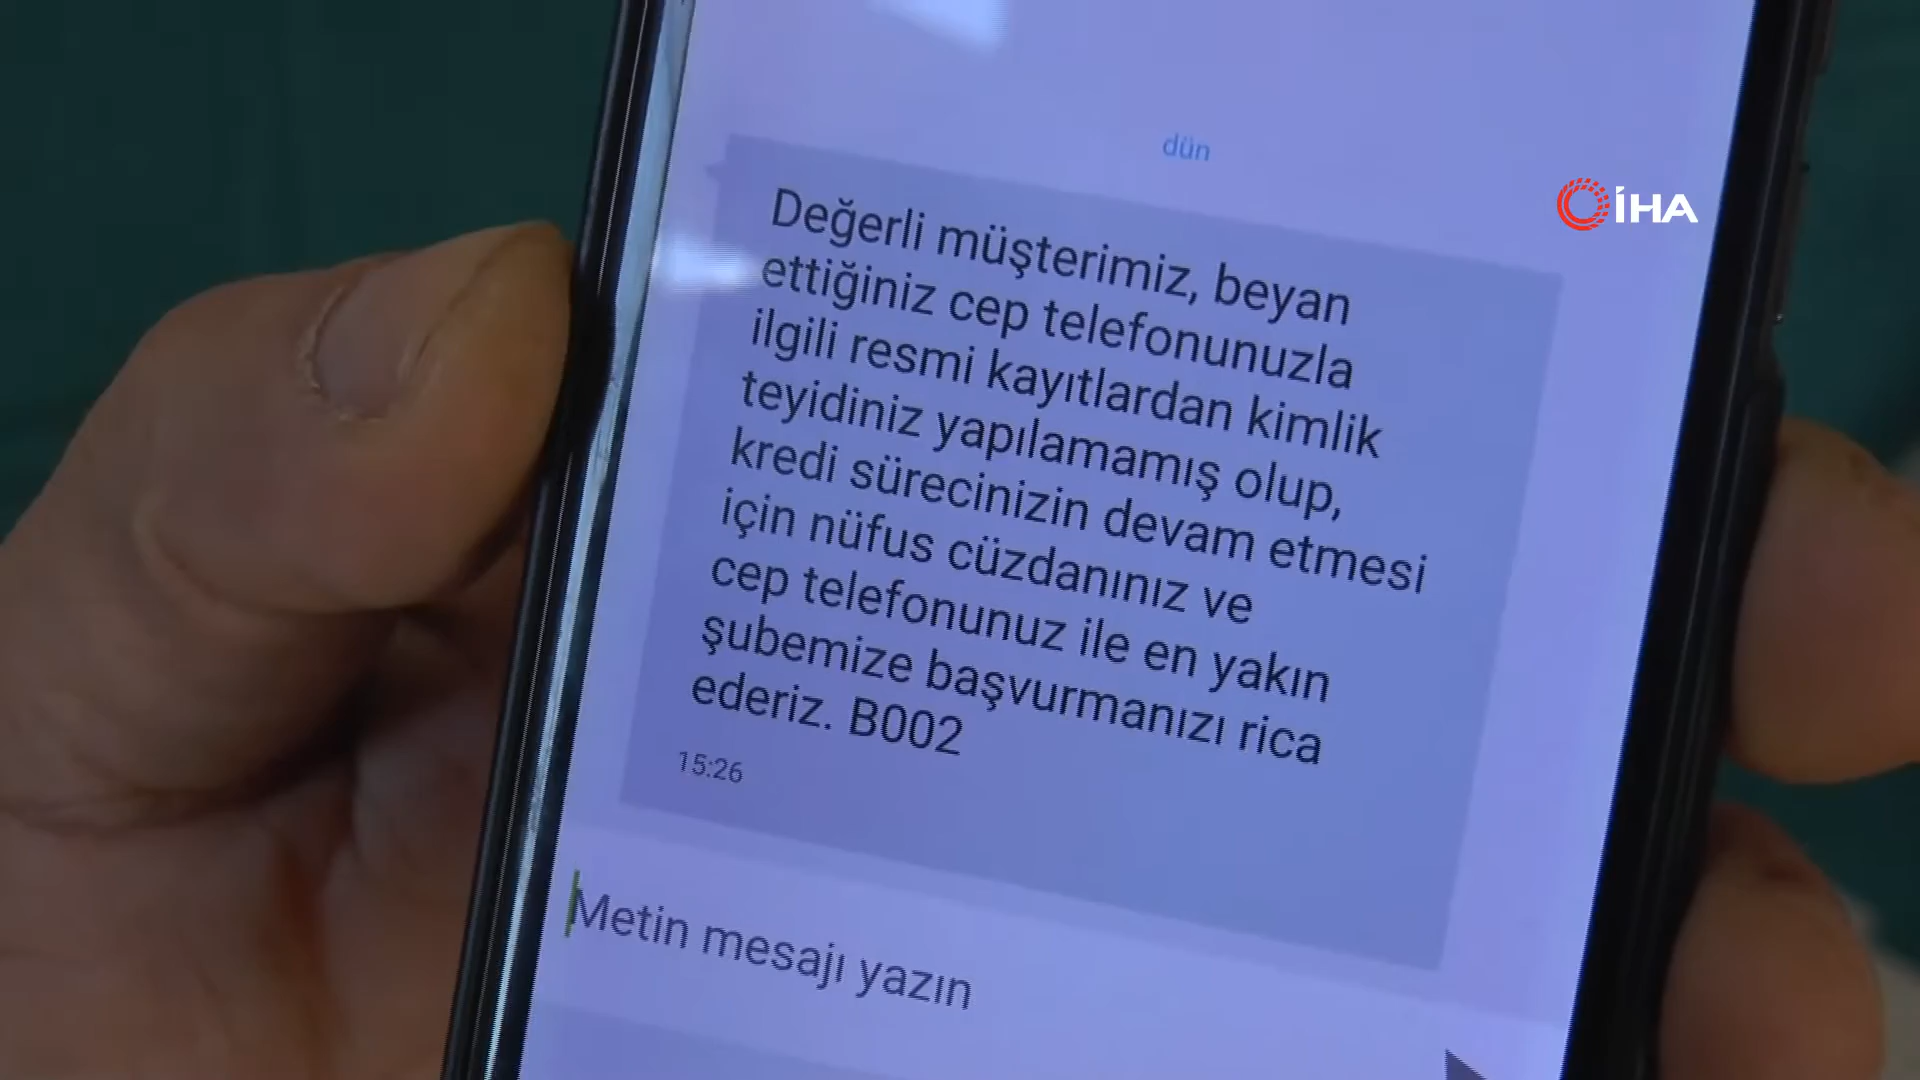 dün
İHA
Değerli müşterimiz, beyan
ettiğiniz cep telefonunuzla
ilgili resmi kayıtlardan kimlik
teyidiniz yapılamamış olup,
kredi sürecinizin devam etmesi
için nüfus cüzdanınız ve
cep telefonunuz ile en yakın
şubemize başvurmanızı rica
ederiz. B002
15:26
Metin mesajı yazın